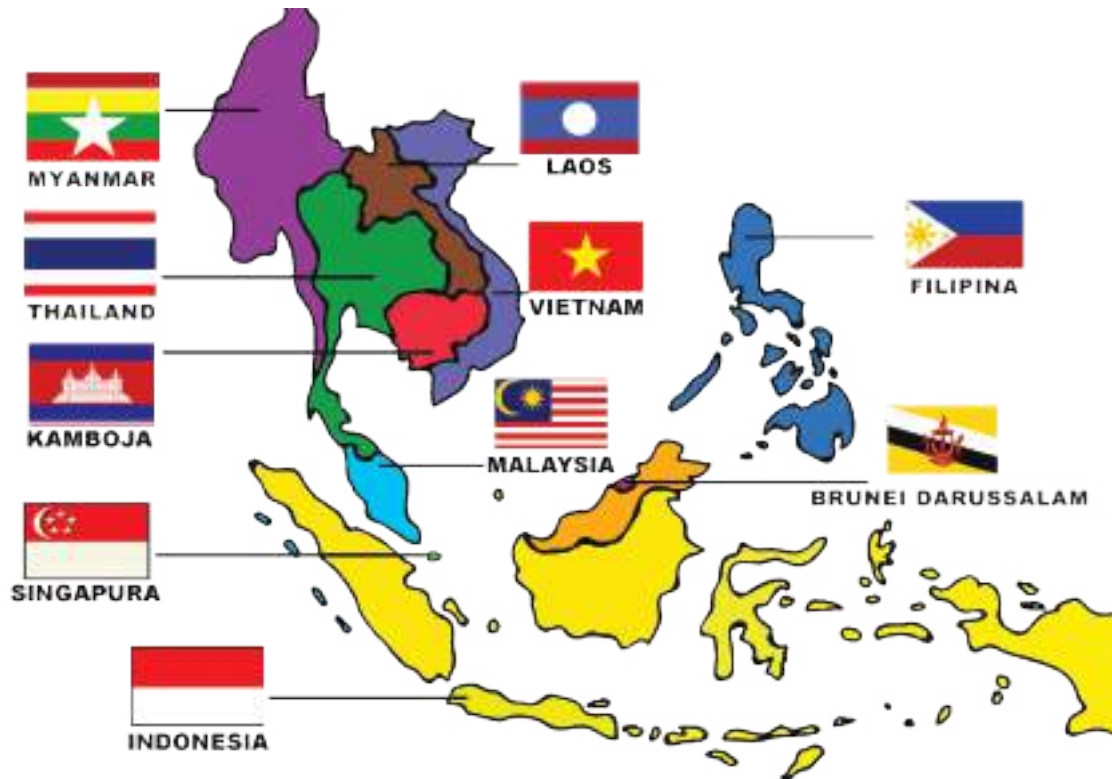 MYANMAR
LAOS
THAILAND
VIETNAM
FILIPINA
KAMBOJA
MALAYSIA
BRUNEI DARUSSALAM
SINGAPURA
INDONESIA